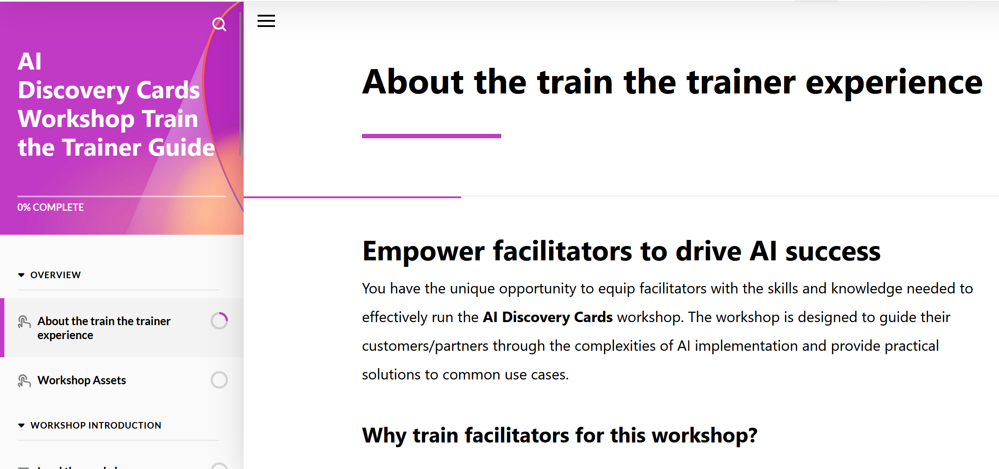 AI
Discovery Cards
Workshop Train
the Trainer Guide
0% COMPLETE
OVERVIEW
About the train the trainer
experience
Workshop Assets
WORKSHOP INTRODUCTION
About the train the trainer experience
Empower facilitators to drive AI success
You have the unique opportunity to equip facilitators with the skills and knowledge needed to
effectively run the AI Discovery Cards workshop. The workshop is designed to guide their
customers/partners through the complexities of AI implementation and provide practical
solutions to common use cases.
Why train facilitators for this workshop?